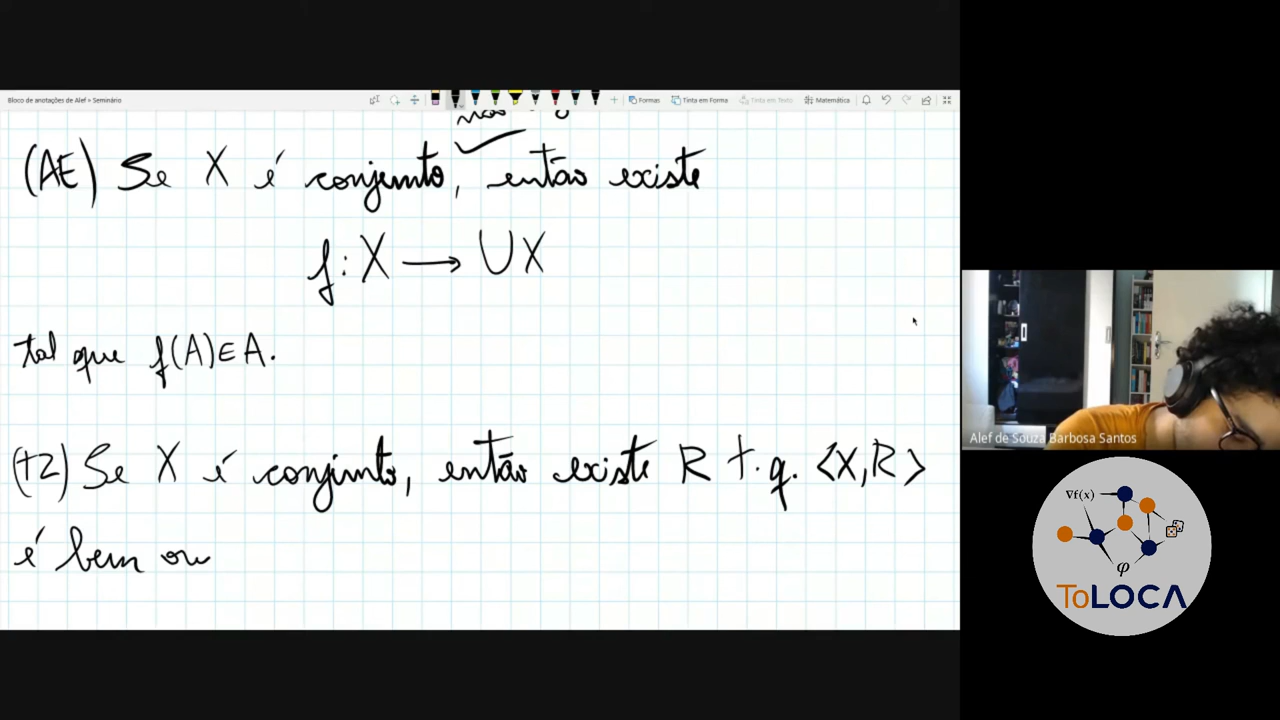 Bloco de anotações de Alef » Seminário
Formas
Tinta em Forma
Tinta em Texto
Matemática
não
(AE) Se X é conjunto, então existe
f: X ⟶ ∪X
tal que f(A)∈A.
(TZ) Se X é conjunto, então existe R t.q. ⟨X,R⟩
é bem or
Alef de Souza Barbosa Santos
∇f(x)
φ
ToLOCA